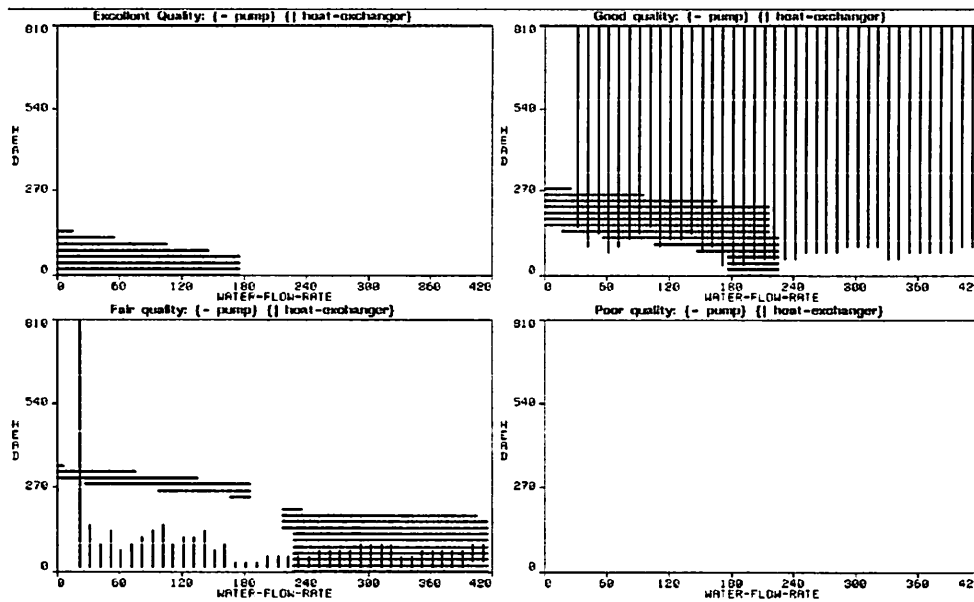 Excellent Quality: {- pump} {| heat-exchanger}
810
540
270
0
HEAD
0 60 120 180 240 300 360 420
WATER-FLOW-RATE
Good quality: {- pump} {| heat-exchanger}
810
540
270
0
HEAD
0 60 120 180 240 300 360 420
WATER-FLOW-RATE
Fair quality: {- pump} {| heat-exchanger}
810
540
270
0
HEAD
0 60 120 180 240 300 360 420
WATER-FLOW-RATE
Poor quality: {- pump} {| heat-exchanger}
810
540
270
0
HEAD
0 60 120 180 240 300 360 420
WATER-FLOW-RATE